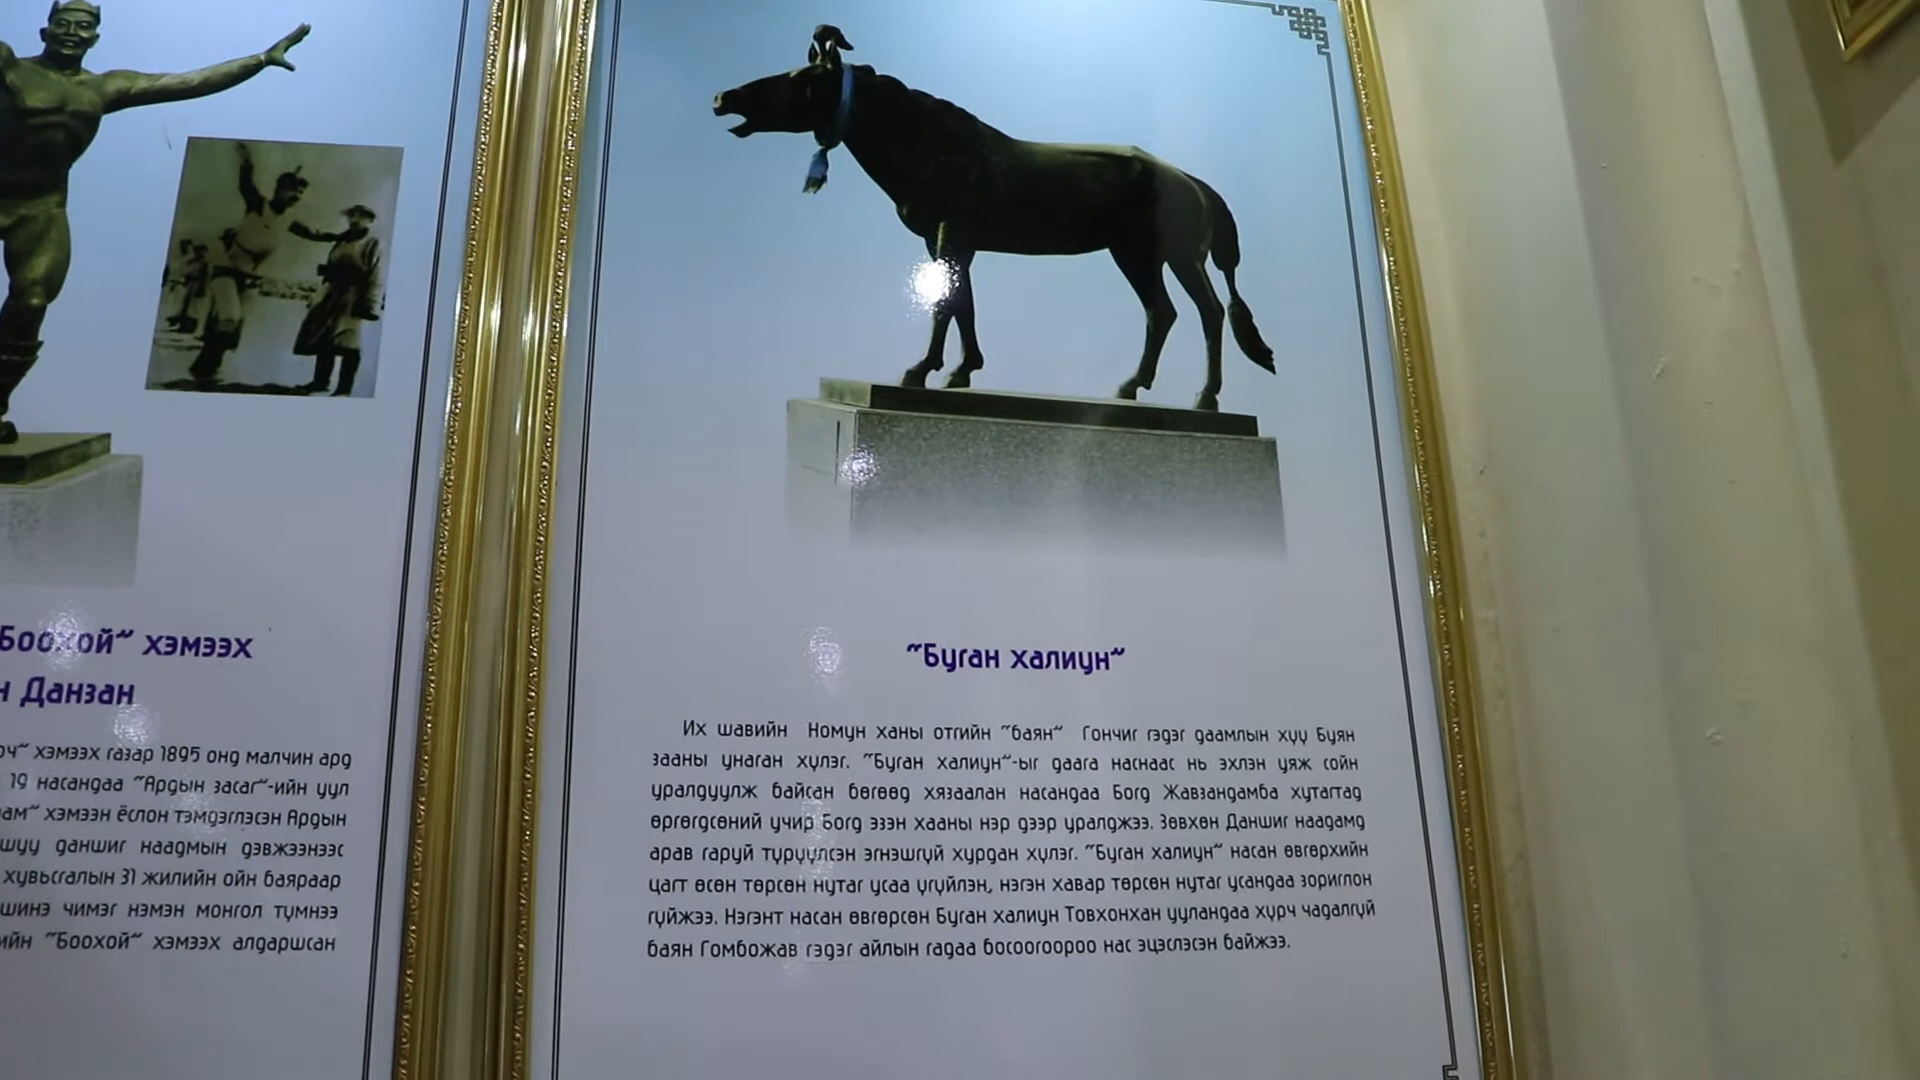 Боохой" хэмээх
н Данзан
рч" хэмээх газар 1895 онд малчин ард
19 насандаа "Ардын засаг"-ийн уул
ам" хэмээн ёслон тэмдэглэсэн Ардын
шуу даншиг наадмын дэвжээнээс
хувьсгалын 31 жилийн ойн баяраар
шинэ чимэг нэмэн монгол түмнээ
ийн "Боохой" хэмээх алдаршсан
"Буган халиун"
Их шавийн Номун ханы отгийн "баян" Гончиг гэдэг даамлын хүү Буян
зааны унаган хүлэг. "Буган халиун"-ыг даага наснаас нь эхлэн уяж сойн
уралдуулж байсан бөгөөд хязаалан насандаа Богд Жавзандамба хутагтад
өргөгдсөний учир Богд эзэн хааны нэр дээр уралджээ. Зөвхөн Даншиг наадамд
арав гаруй түрүүлсэн эгнэшгүй хурдан хүлэг. "Буган халиун" насан өвгөрхийн
цагт өсөн төрсөн нутаг усаа үгүйлэн, нэгэн хавар төрсөн нутаг усандаа зориглон
гүйжээ. Нэгэнт насан өвгөрсөн Буган халиун Товхонхан ууландаа хүрч чадалгүй
баян Гомбожав гэдэг айлын гадаа босоогоороо нас эцэслэсэн байжээ.